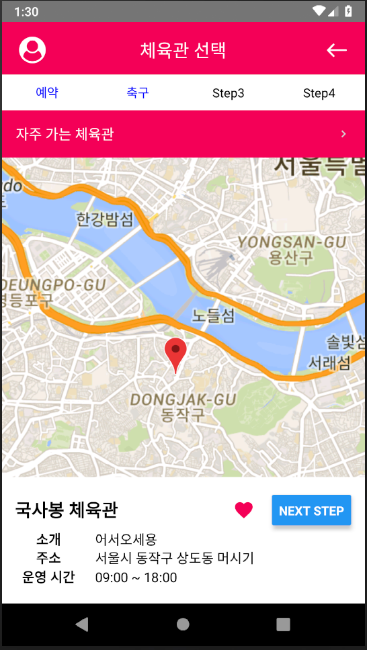 1:30
체육관 선택
예약 축구 Step3 Step4
자주 가는 체육관
서울특별
do
한강밤섬
YONGSAN-GU
용산구
DEUNGPO-GU
영등포구
노들섬
솔빛섬
서래섬
DONGJAK-GU
동작구
국사봉 체육관 NEXT STEP
소개 어서오세용
주소 서울시 동작구 상도동 머시기
운영 시간 09:00 ~ 18:00